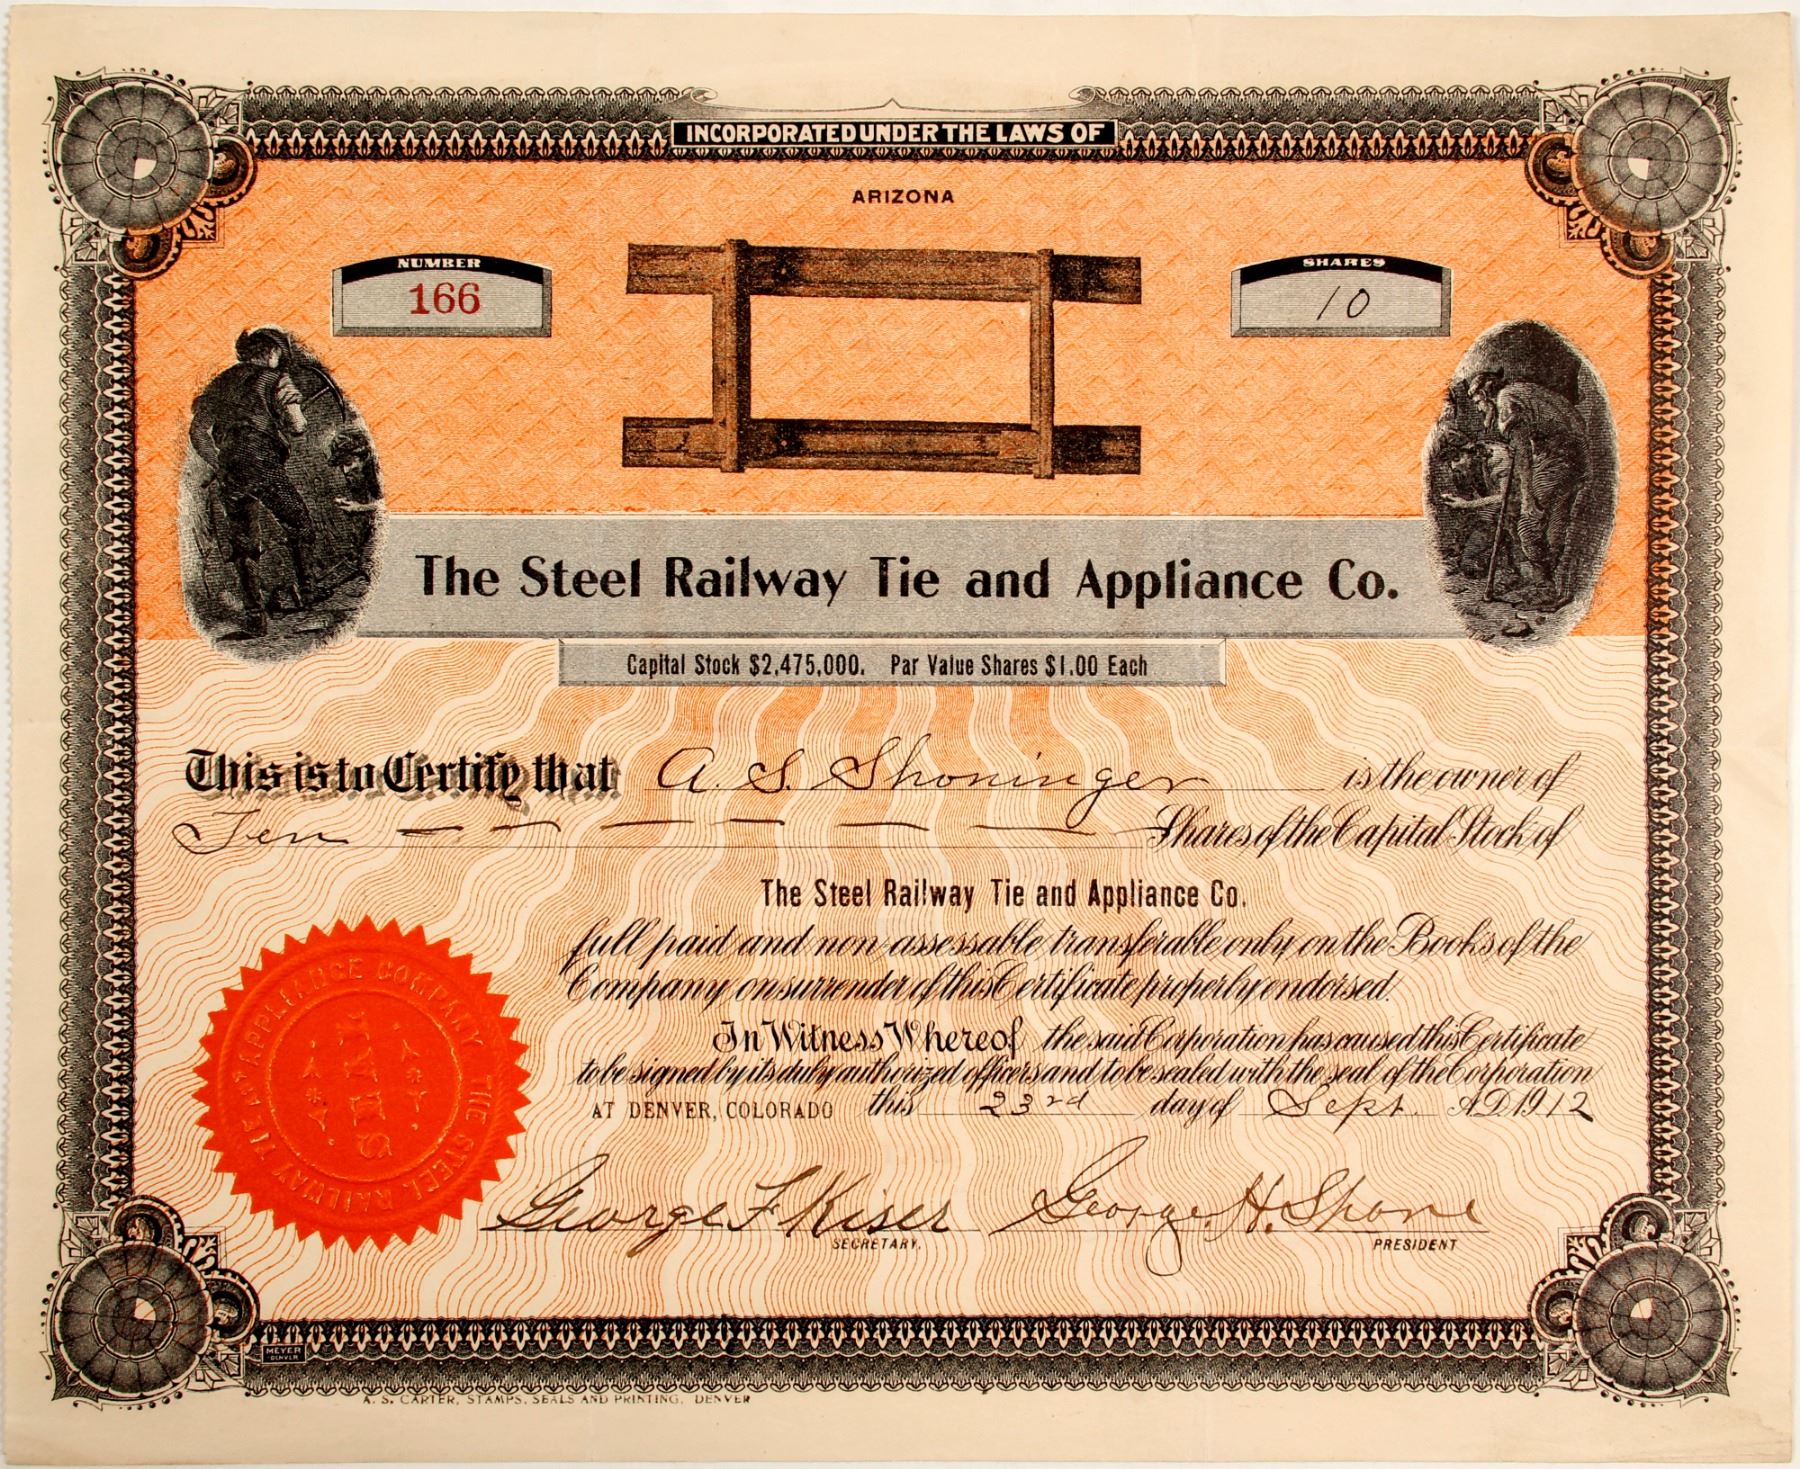 INCORPORATED UNDER THE LAWS OF
ARIZONA
NUMBER
166
SHARES
10
The Steel Railway Tie and Appliance Co.
Capital Stock $2,475,000. Par Value Shares $1.00 Each
This is to Certify that A. S. Shoninger is the owner of
Ten Shares of the Capital Stock of
The Steel Railway Tie and Appliance Co.
full paid and non-assessable transferable only on the Books of the
Company on surrender of this Certificate properly endorsed.
In Witness Whereof the said Corporation has caused this Certificate
to be signed by its duly authorized officers and to be sealed with the seal of the Corporation
AT DENVER, COLORADO this 23rd day of Sept. A.D. 1912
THE STEEL RAILWAY TIE AND APPLIANCE COMPANY
George F Kiser
SECRETARY.
George H. Shone
PRESIDENT
MEYER
DENVER
A. S. CARTER, STAMPS, SEALS AND PRINTING, DENVER